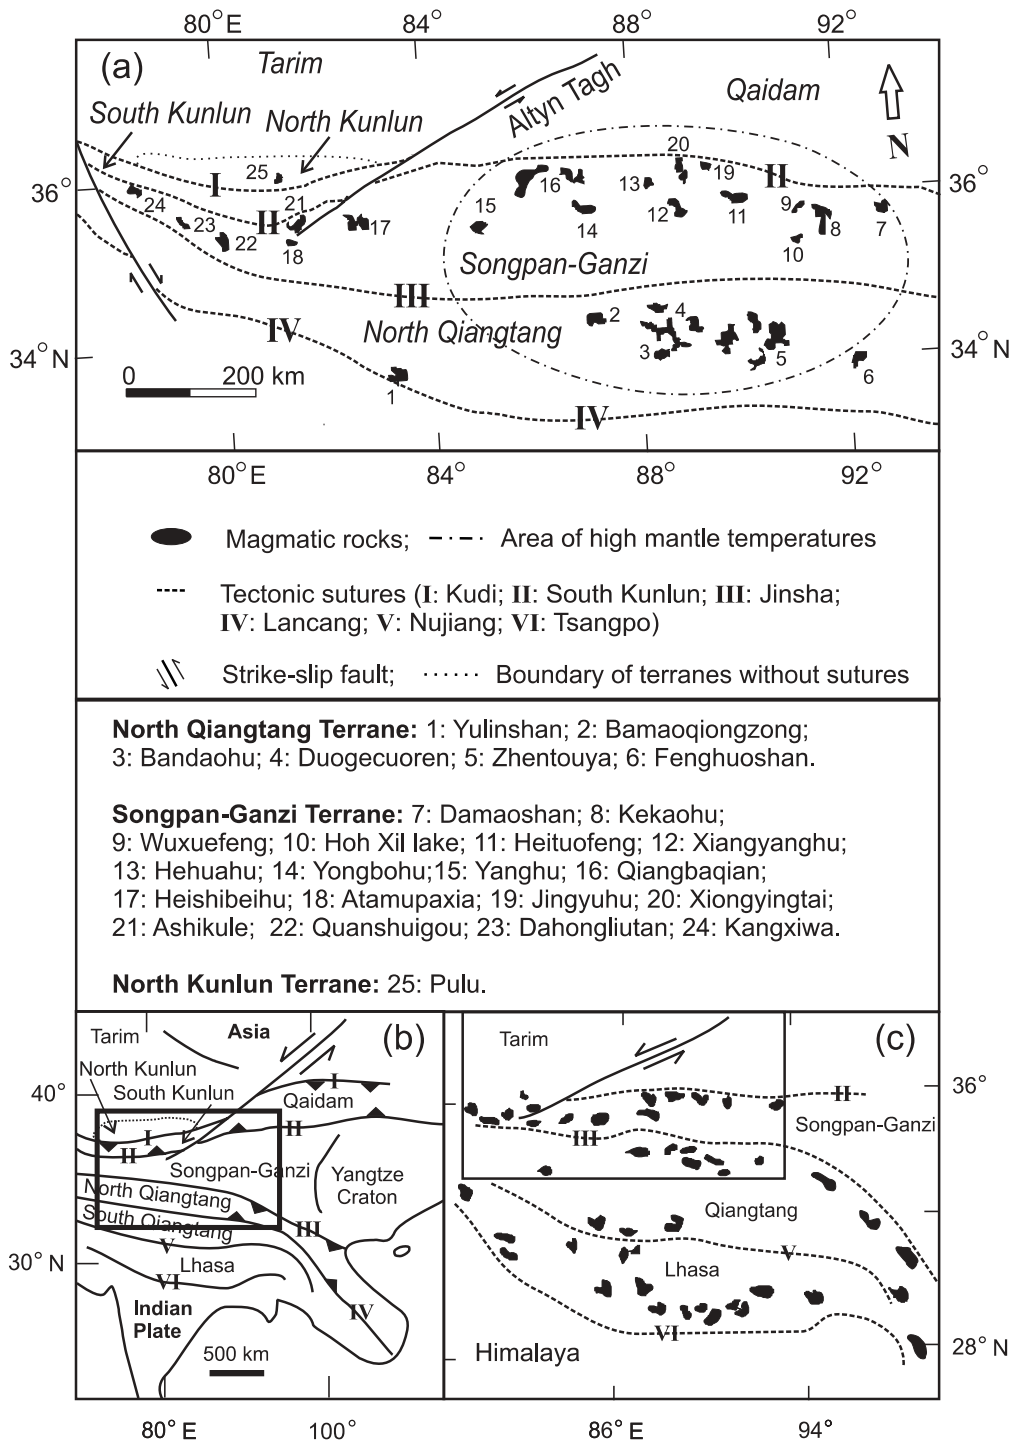 80°E 84° 88° 92°
(a)
Tarim
Qaidam
South Kunlun
North Kunlun
Altyn Tagh
N
36°
36°
I
II
II
25
24
23
22
21
18
17
20
19
16
15
14
13
12
11
10
9
8
7
Songpan-Ganzi
III
North Qiangtang
IV
IV
34°N
34°N
1
2
3
4
5
6
0 200 km
80°E 84° 88° 92°
Magmatic rocks; Area of high mantle temperatures
Tectonic sutures (I: Kudi; II: South Kunlun; III: Jinsha;
IV: Lancang; V: Nujiang; VI: Tsangpo)
Strike-slip fault; Boundary of terranes without sutures
North Qiangtang Terrane: 1: Yulinshan; 2: Bamaoqiongzong;
3: Bandaohu; 4: Duogecuoren; 5: Zhentouya; 6: Fenghuoshan.
Songpan-Ganzi Terrane: 7: Damaoshan; 8: Kekaohu;
9: Wuxuefeng; 10: Hoh Xil lake; 11: Heituofeng; 12: Xiangyanghu;
13: Hehuahu; 14: Yongbohu;15: Yanghu; 16: Qiangbaqian;
17: Heishibeihu; 18: Atamupaxia; 19: Jingyuhu; 20: Xiongyingtai;
21: Ashikule; 22: Quanshuigou; 23: Dahongliutan; 24: Kangxiwa.
North Kunlun Terrane: 25: Pulu.
(b)
Tarim
Asia
North Kunlun
South Kunlun
40°
I
Qaidam
I
II
II
Songpan-Ganzi
Yangtze
Craton
North Qiangtang
South Qiangtang
III
V
30°N
Lhasa
VI
IV
Indian
Plate
500 km
80°E 100°
(c)
Tarim
36°
II
Songpan-Ganzi
III
Qiangtang
V
Lhasa
VI
Himalaya
28°N
86°E 94°